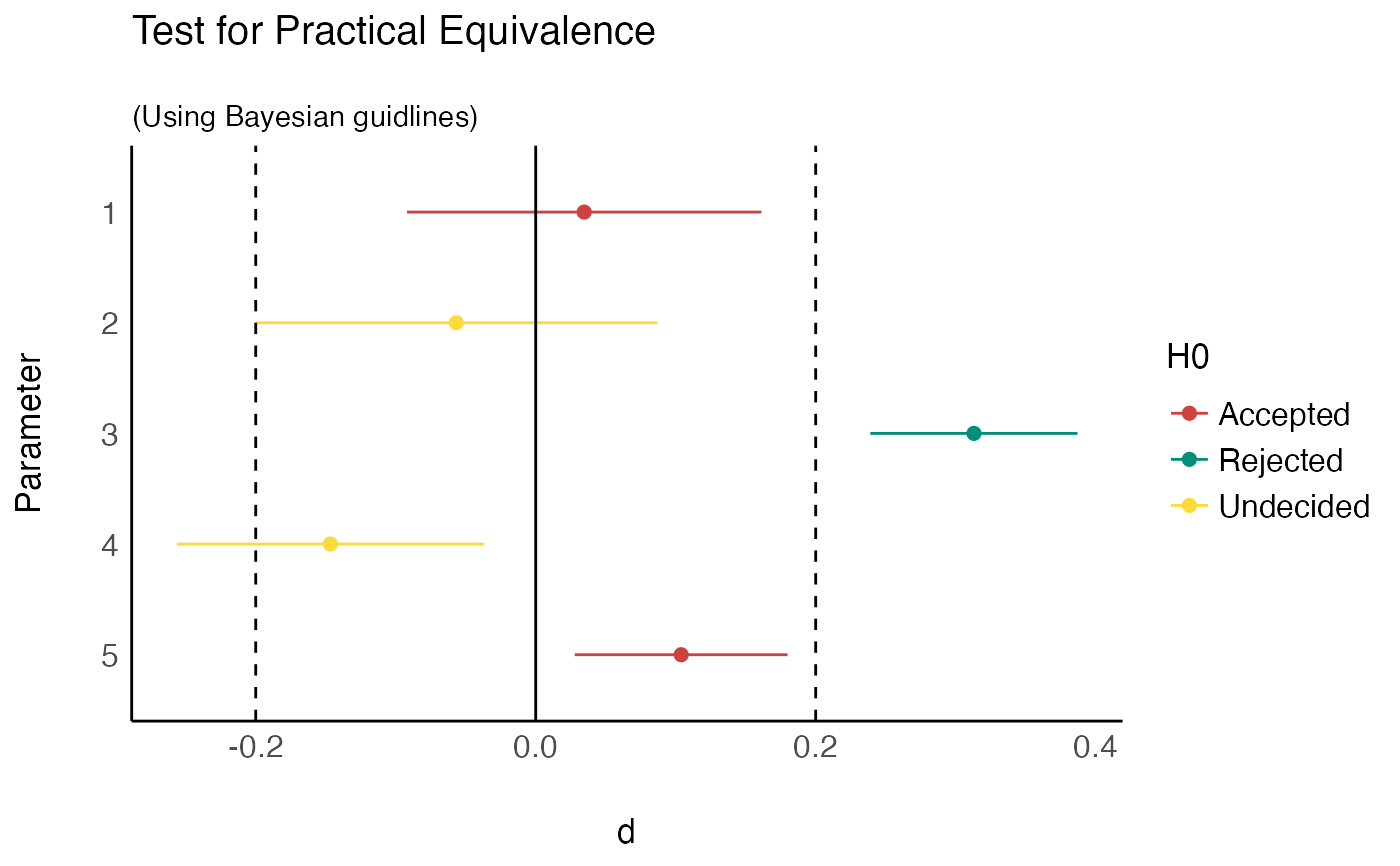 Test for Practical Equivalence
(Using Bayesian guidlines)
Parameter
1
2
3
4
5
-0.2
0.0
0.2
0.4
d
H0
Accepted
Rejected
Undecided